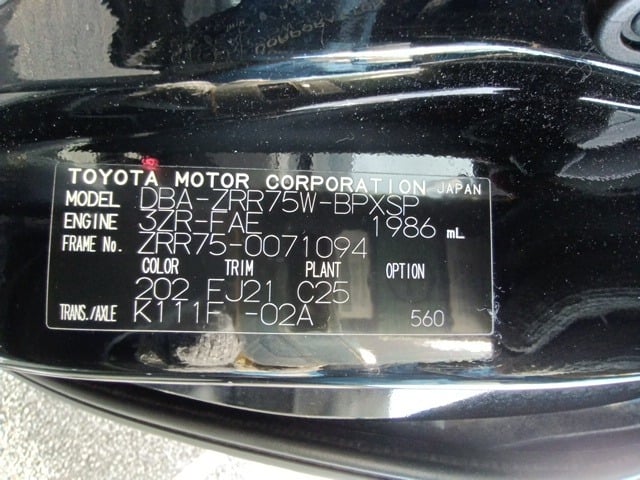 TOYOTA MOTOR CORPORATION JAPAN
MODEL DBA-ZRR75W-BPXSP
ENGINE 3ZR-FAE 1986 mL
FRAME No. ZRR75-0071094
COLOR TRIM PLANT OPTION
202 FJ21 C25
TRANS./AXLE K111F -02A 560